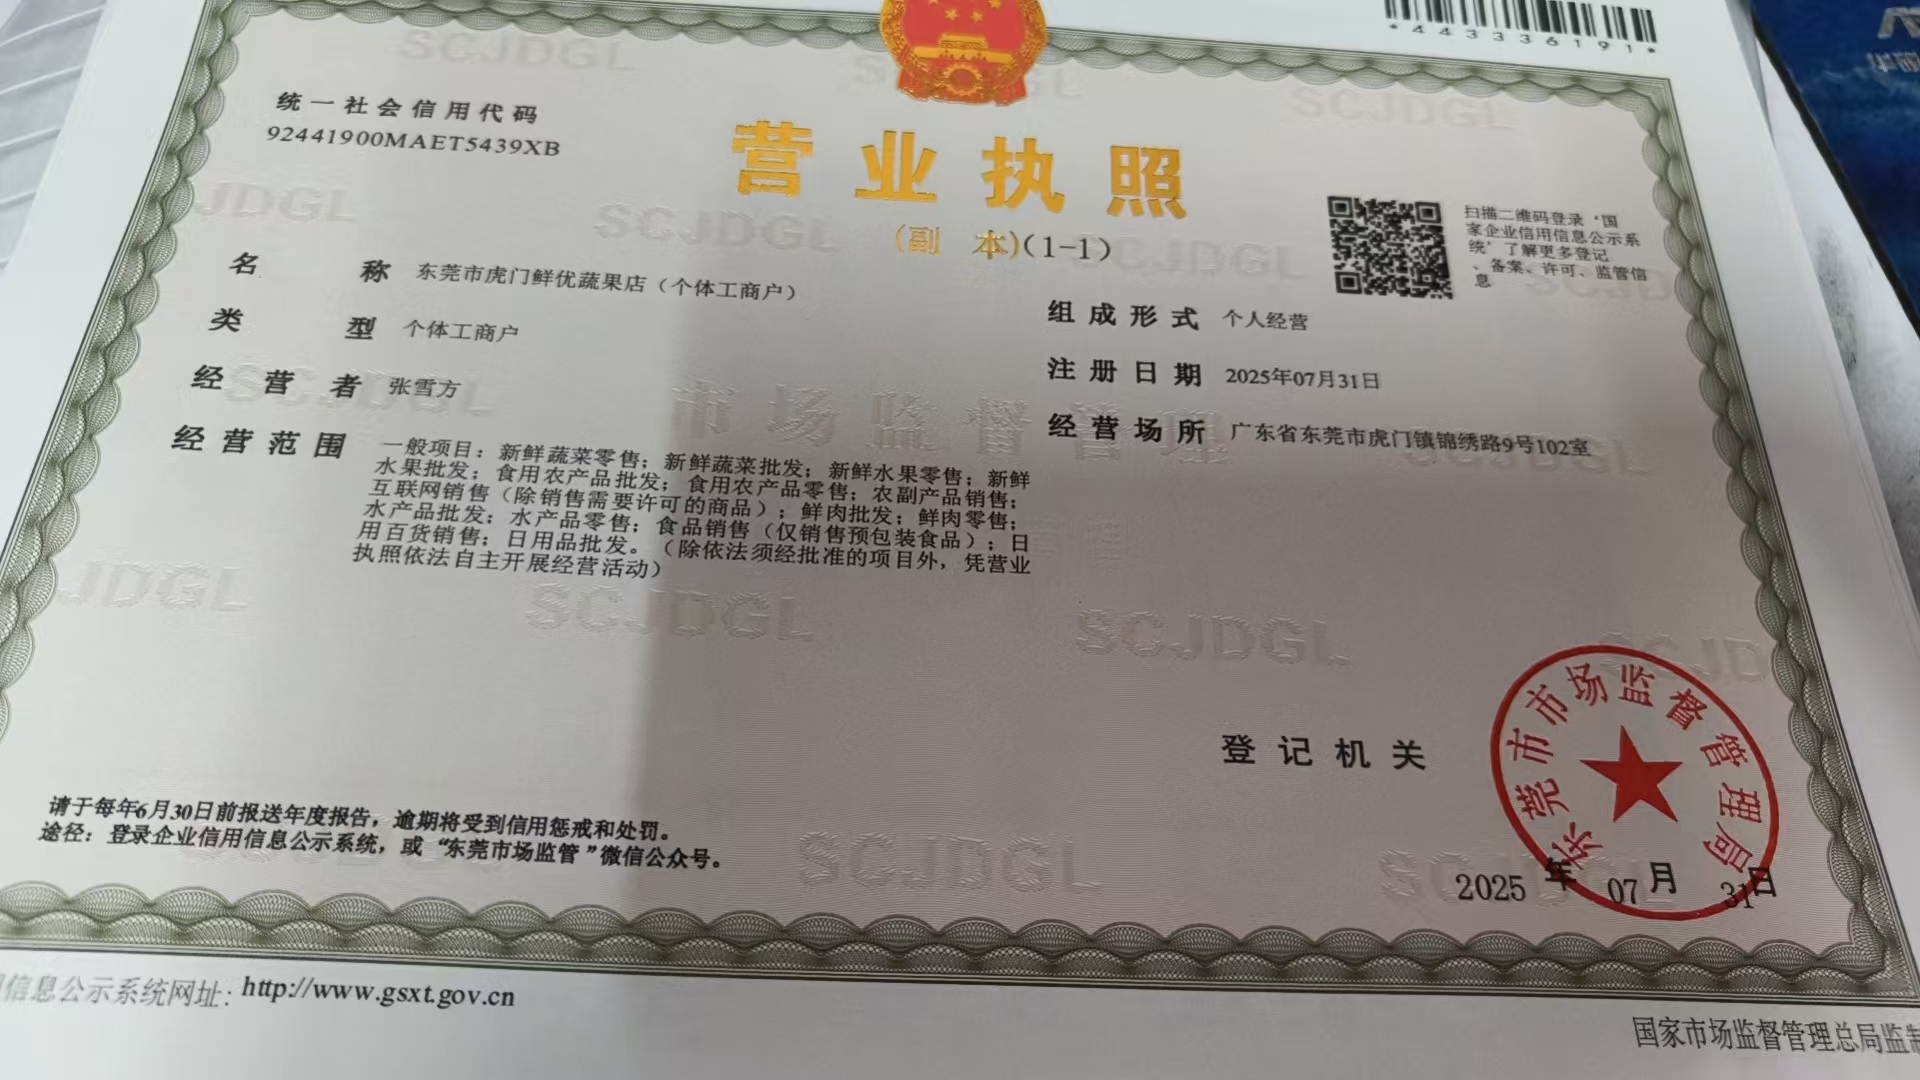 *443336191*
统一社会信用代码
92441900MAET5439XB
营业执照
(副 本)(1-1)
扫描二维码登录‘国
家企业信用信息公示系
统’了解更多登记
、备案、许可、监管信
息
名 称 东莞市虎门鲜优蔬果店（个体工商户）
类 型 个体工商户
经 营 者 张雪方
经营范围 一般项目：新鲜蔬菜零售；新鲜蔬菜批发；新鲜水果零售；新鲜
水果批发；食用农产品批发；食用农产品零售；农副产品销售；
互联网销售（除销售需要许可的商品）；鲜肉批发；鲜肉零售；
水产品批发；水产品零售；食品销售（仅销售预包装食品）；日
用百货销售；日用品批发。（除依法须经批准的项目外，凭营业
执照依法自主开展经营活动）
组成形式 个人经营
注册日期 2025年07月31日
经营场所 广东省东莞市虎门镇锦绣路9号102室
市场监督管理
SCJDGL
登记机关
东莞市市场监督管理局
2025 年 07 月 31日
请于每年6月30日前报送年度报告，逾期将受到信用惩戒和处罚。
途径：登录企业信用信息公示系统，或“东莞市场监管”微信公众号。
信息公示系统网址：http://www.gsxt.gov.cn
国家市场监督管理总局监制